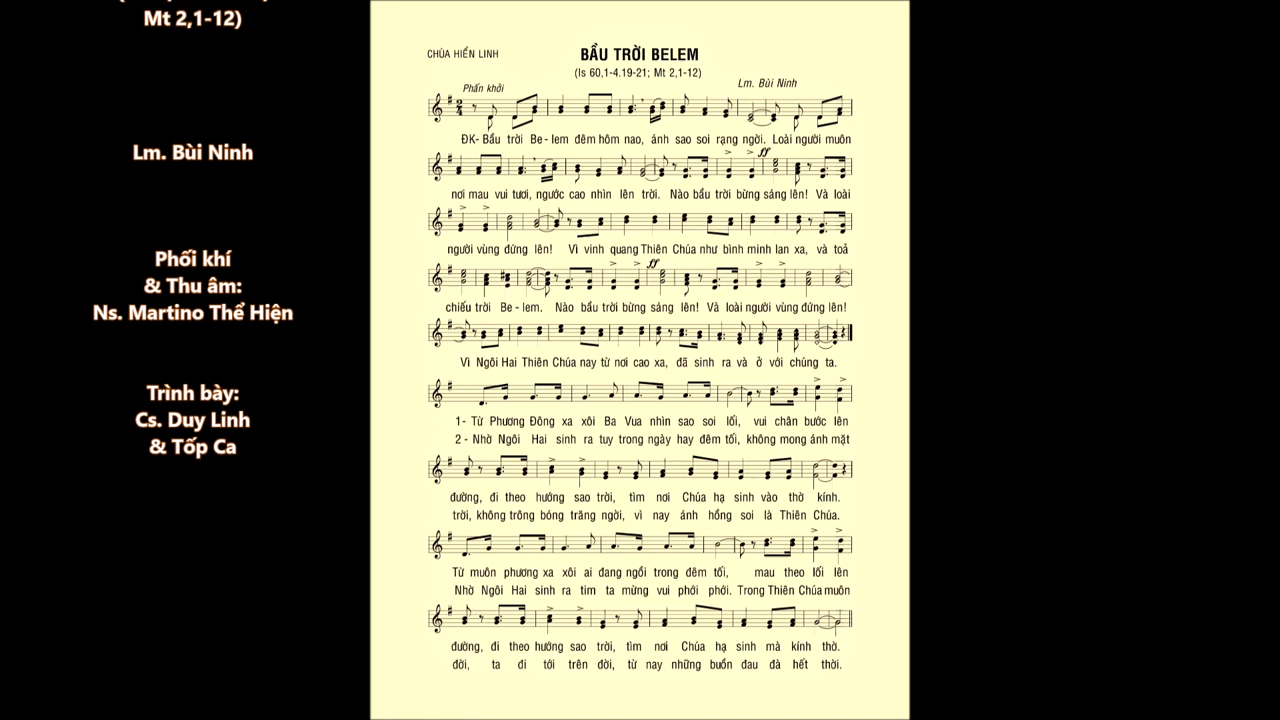 Mt 2,1-12)
Lm. Bùi Ninh
Phối khí
& Thu âm:
Ns. Martino Thể Hiện
Trình bày:
Cs. Duy Linh
& Tốp Ca
CHÚA HIỂN LINH
BẦU TRỜI BELEM
(Is 60,1-4.19-21; Mt 2,1-12)
Phấn khởi
Lm. Bùi Ninh
ĐK- Bầu trời Be - lem đêm hôm nao, ánh sao soi rạng ngời. Loài người muôn
ff
nơi mau vui tươi, ngước cao nhìn lên trời. Nào bầu trời bừng sáng lên! Và loài
người vùng đứng lên! Vì vinh quang Thiên Chúa như bình minh lan xa, và toả
ff
chiếu trời Be - lem. Nào bầu trời bừng sáng lên! Và loài người vùng đứng lên!
Vì Ngôi Hai Thiên Chúa nay từ nơi cao xa, đã sinh ra và ở với chúng ta.
1- Từ Phương Đông xa xôi Ba Vua nhìn sao soi lối, vui chân bước lên
2 - Nhờ Ngôi Hai sinh ra tuy trong ngày hay đêm tối, không mong ánh mặt
đường, đi theo hướng sao trời, tìm nơi Chúa hạ sinh vào thờ kính.
trời, không trông bóng trăng ngời, vì nay ánh hồng soi là Thiên Chúa.
Từ muôn phương xa xôi ai đang ngồi trong đêm tối, mau theo lối lên
Nhờ Ngôi Hai sinh ra tim ta mừng vui phơi phới. Trong Thiên Chúa muôn
đường, đi theo hướng sao trời, tìm nơi Chúa hạ sinh mà kính thờ.
đời, ta đi tới trên đời, từ nay những buồn đau đà hết thời.